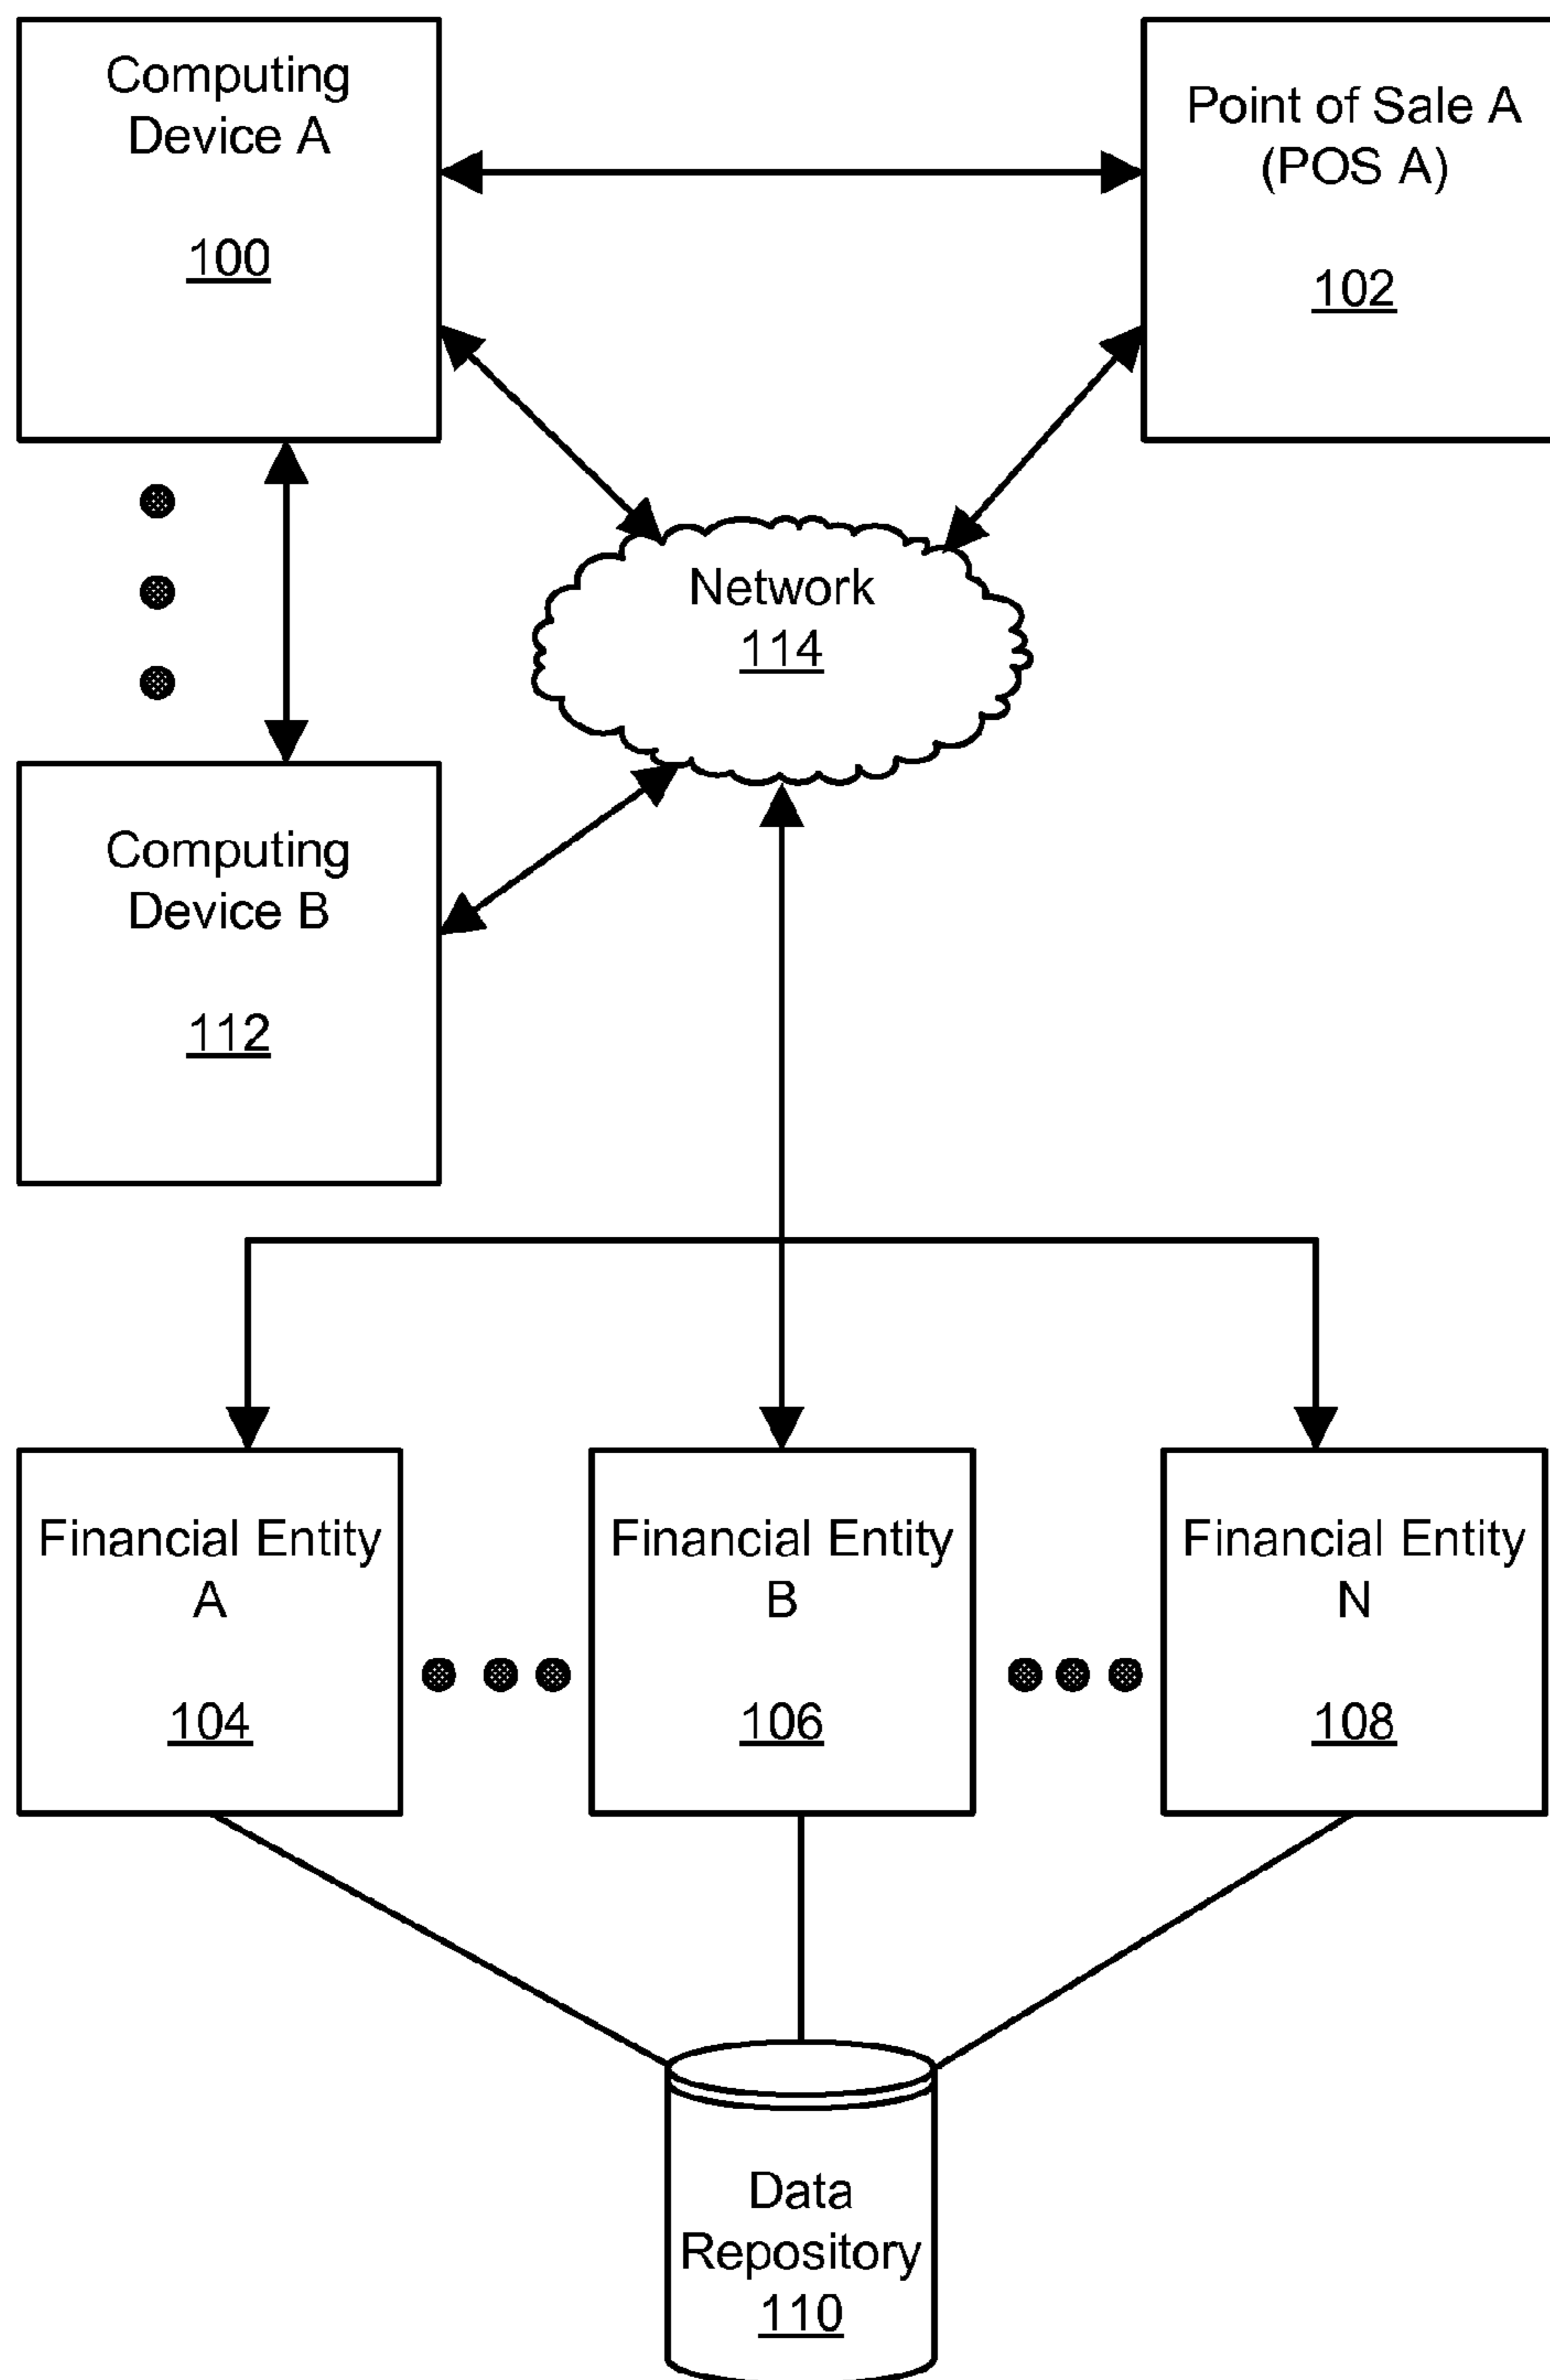 Computing
Device A
100
Point of Sale A
(POS A)
102
Network
114
Computing
Device B
112
Financial Entity
A
104
Financial Entity
B
106
Financial Entity
N
108
Data
Repository
110